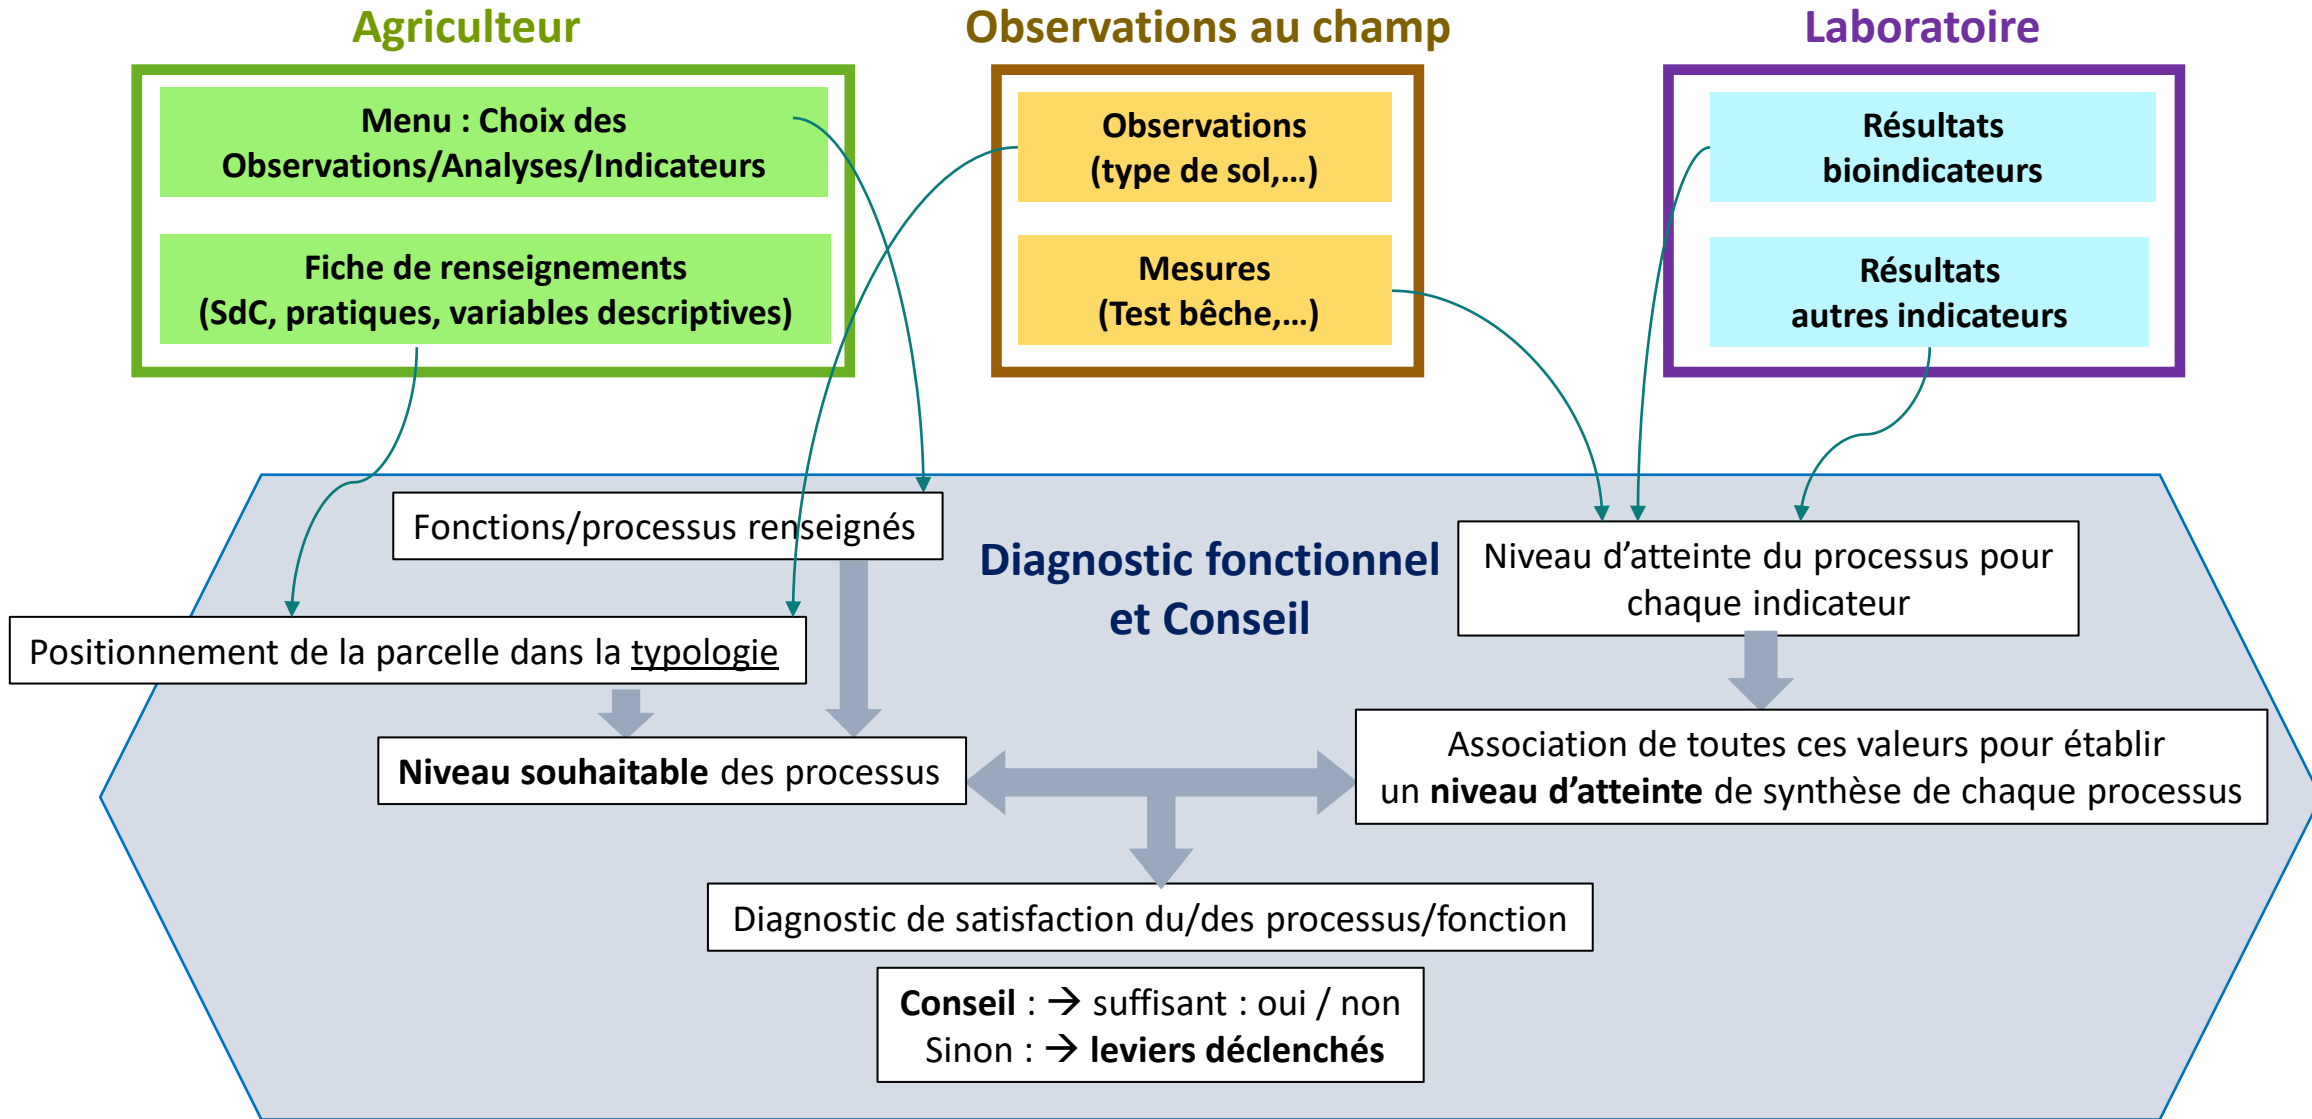 Agriculteur
Menu : Choix des
Observations/Analyses/Indicateurs
Fiche de renseignements
(SdC, pratiques, variables descriptives)
Observations au champ
Observations
(type de sol,...)
Mesures
(Test bêche,...)
Laboratoire
Résultats
bioindicateurs
Résultats
autres indicateurs
Fonctions/processus renseignés
Diagnostic fonctionnel
et Conseil
Niveau d’atteinte du processus pour
chaque indicateur
Positionnement de la parcelle dans la typologie
Niveau souhaitable des processus
Association de toutes ces valeurs pour établir
un niveau d’atteinte de synthèse de chaque processus
Diagnostic de satisfaction du/des processus/fonction
Conseil : → suffisant : oui / non
Sinon : → leviers déclenchés